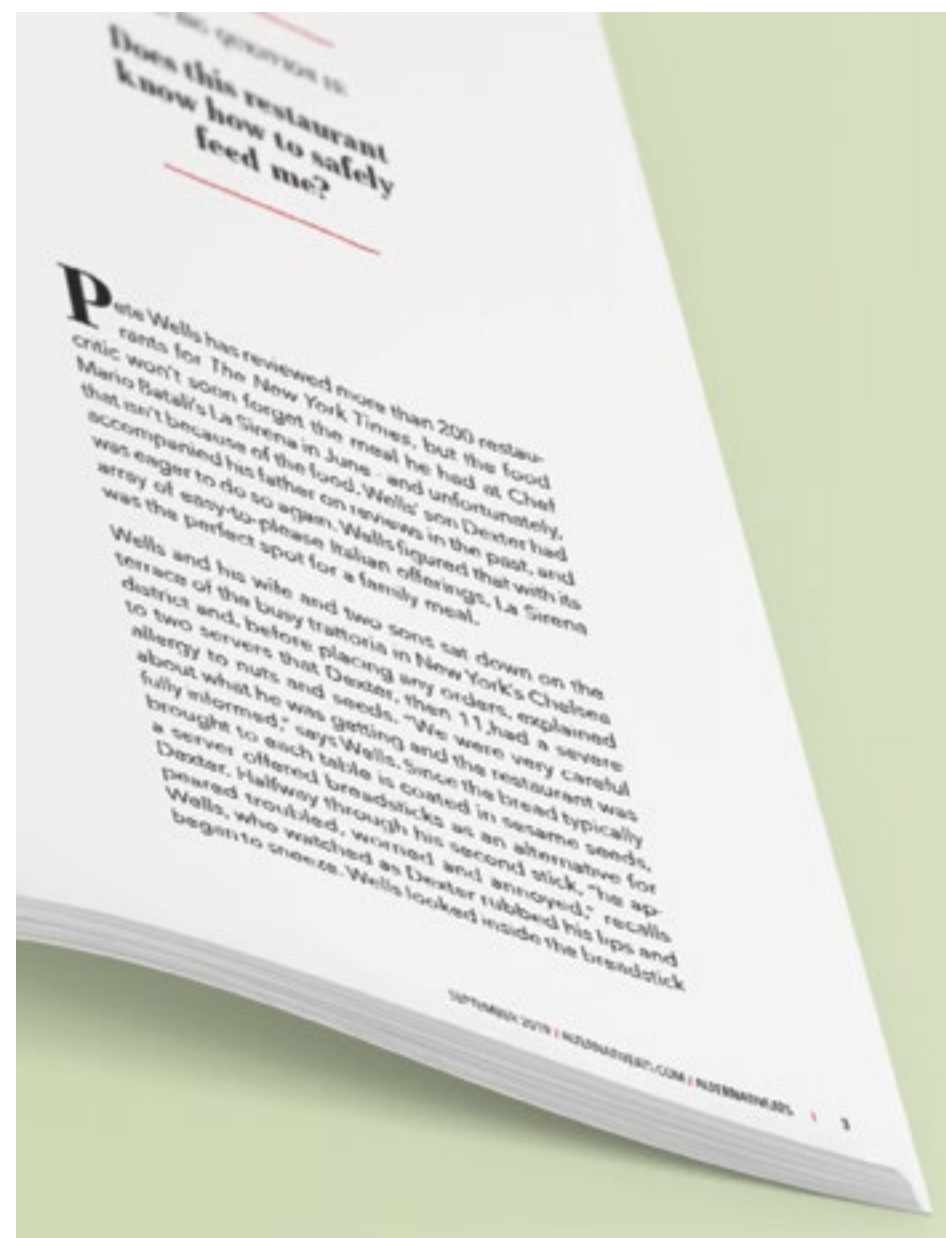 BIG QUESTION IS:
Does this restaurant
know how to safely
feed me?
Pete Wells has reviewed more than 200 restau-
rants for The New York Times, but the food
critic won't soon forget the meal he had at Chef
Mario Batali's La Sirena in June - and unfortunately,
that isn't because of the food. Wells' son Dexter had
accompanied his father on reviews in the past, and
was eager to do so again. Wells figured that with its
array of easy-to-please Italian offerings, La Sirena
was the perfect spot for a family meal.
Wells and his wife and two sons sat down on the
terrace of the busy trattoria in New York's Chelsea
district and, before placing any orders, explained
to two servers that Dexter, then 11,had a severe
allergy to nuts and seeds. "We were very careful
about what he was getting and the restaurant was
fully informed," says Wells. Since the bread typically
brought to each table is coated in sesame seeds,
a server offered breadsticks as an alternative for
Dexter. Halfway through his second stick, "he ap-
peared troubled, worried and annoyed," recalls
Wells, who watched as Dexter rubbed his lips and
began to sneeze. Wells looked inside the breadstick
SEPTEMBER 2019 | | 3